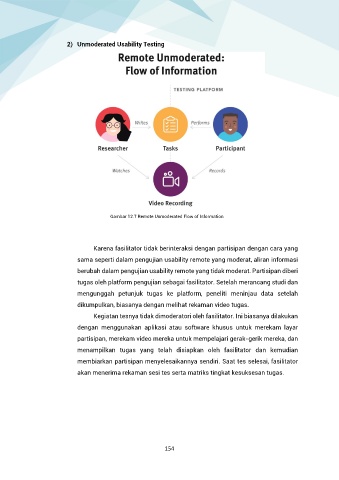 2) Unmoderated Usability Testing
Remote Unmoderated:
Flow of Information
TESTING PLATFORM
Writes
Performs
Researcher
Tasks
Participant
Watches
Records
Video Recording
Gambar 12.7 Remote Unmoderated Flow of Information
Karena fasilitator tidak berinteraksi dengan partisipan dengan cara yang
sama seperti dalam pengujian usability remote yang moderat, aliran informasi
berubah dalam pengujian usability remote yang tidak moderat. Partisipan diberi
tugas oleh platform pengujian sebagai fasilitator. Setelah merancang studi dan
mengunggah petunjuk tugas ke platform, peneliti meninjau data setelah
dikumpulkan, biasanya dengan melihat rekaman video tugas.
Kegiatan tesnya tidak dimoderatori oleh fasilitator. Ini biasanya dilakukan
dengan menggunakan aplikasi atau software khusus untuk merekam layar
partisipan, merekam video mereka untuk mempelajari gerak-gerik mereka, dan
menampilkan tugas yang telah disiapkan oleh fasilitator dan kemudian
membiarkan partisipan menyelesaikannya sendiri. Saat tes selesai, fasilitator
akan menerima rekaman sesi tes serta matriks tingkat kesuksesan tugas.
154